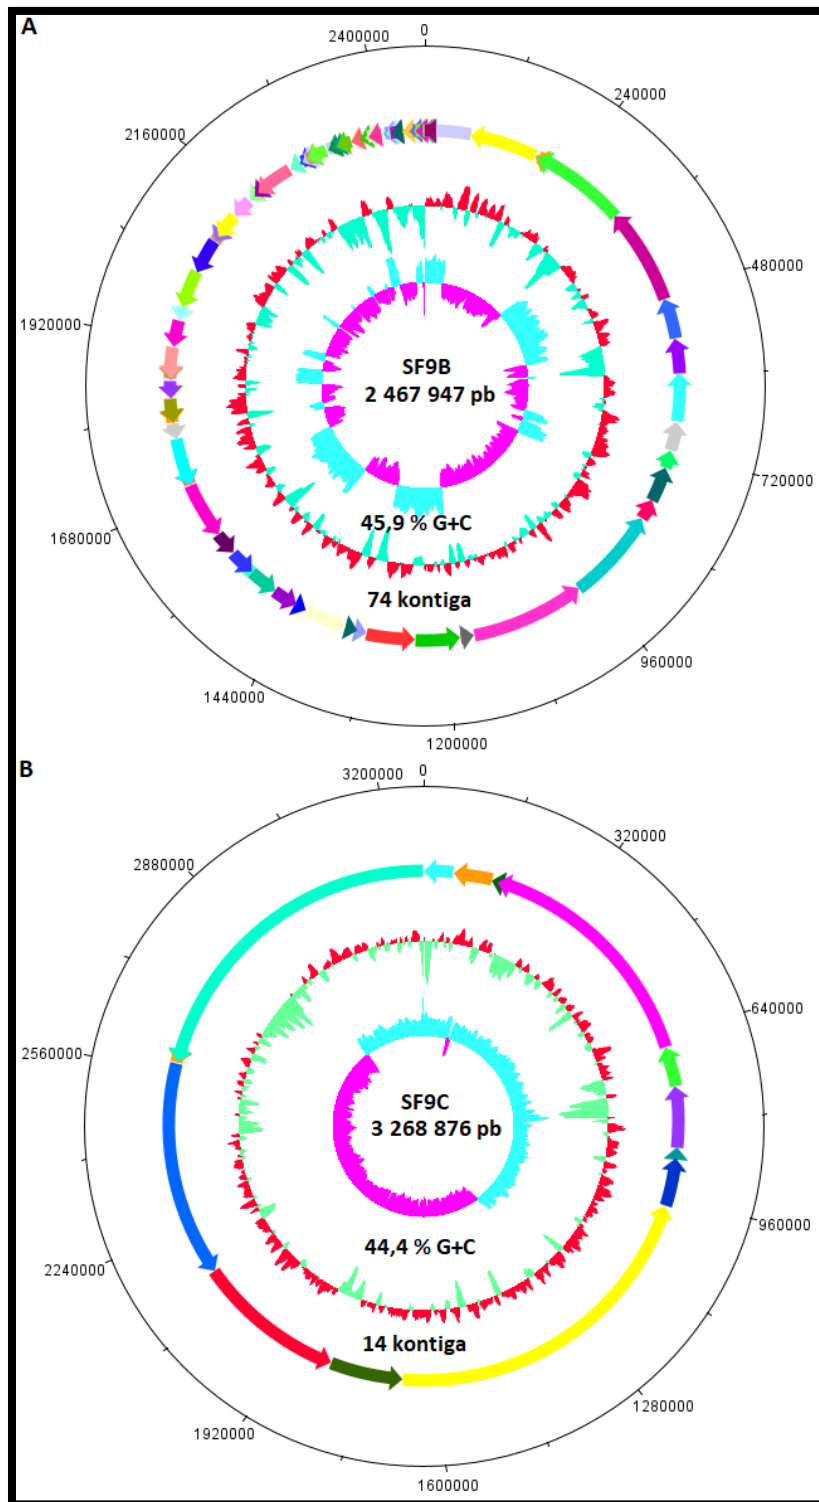 A
0
2400000
240000
2160000
480000
1920000
SF9B
2 467 947 pb
720000
45,9 % G+C
1680000
74 kontiga
960000
1440000
1200000
B
0
3200000
320000
2880000
640000
2560000
SF9C
3 268 876 pb
960000
44,4 % G+C
2240000
14 kontiga
1280000
1920000
1600000